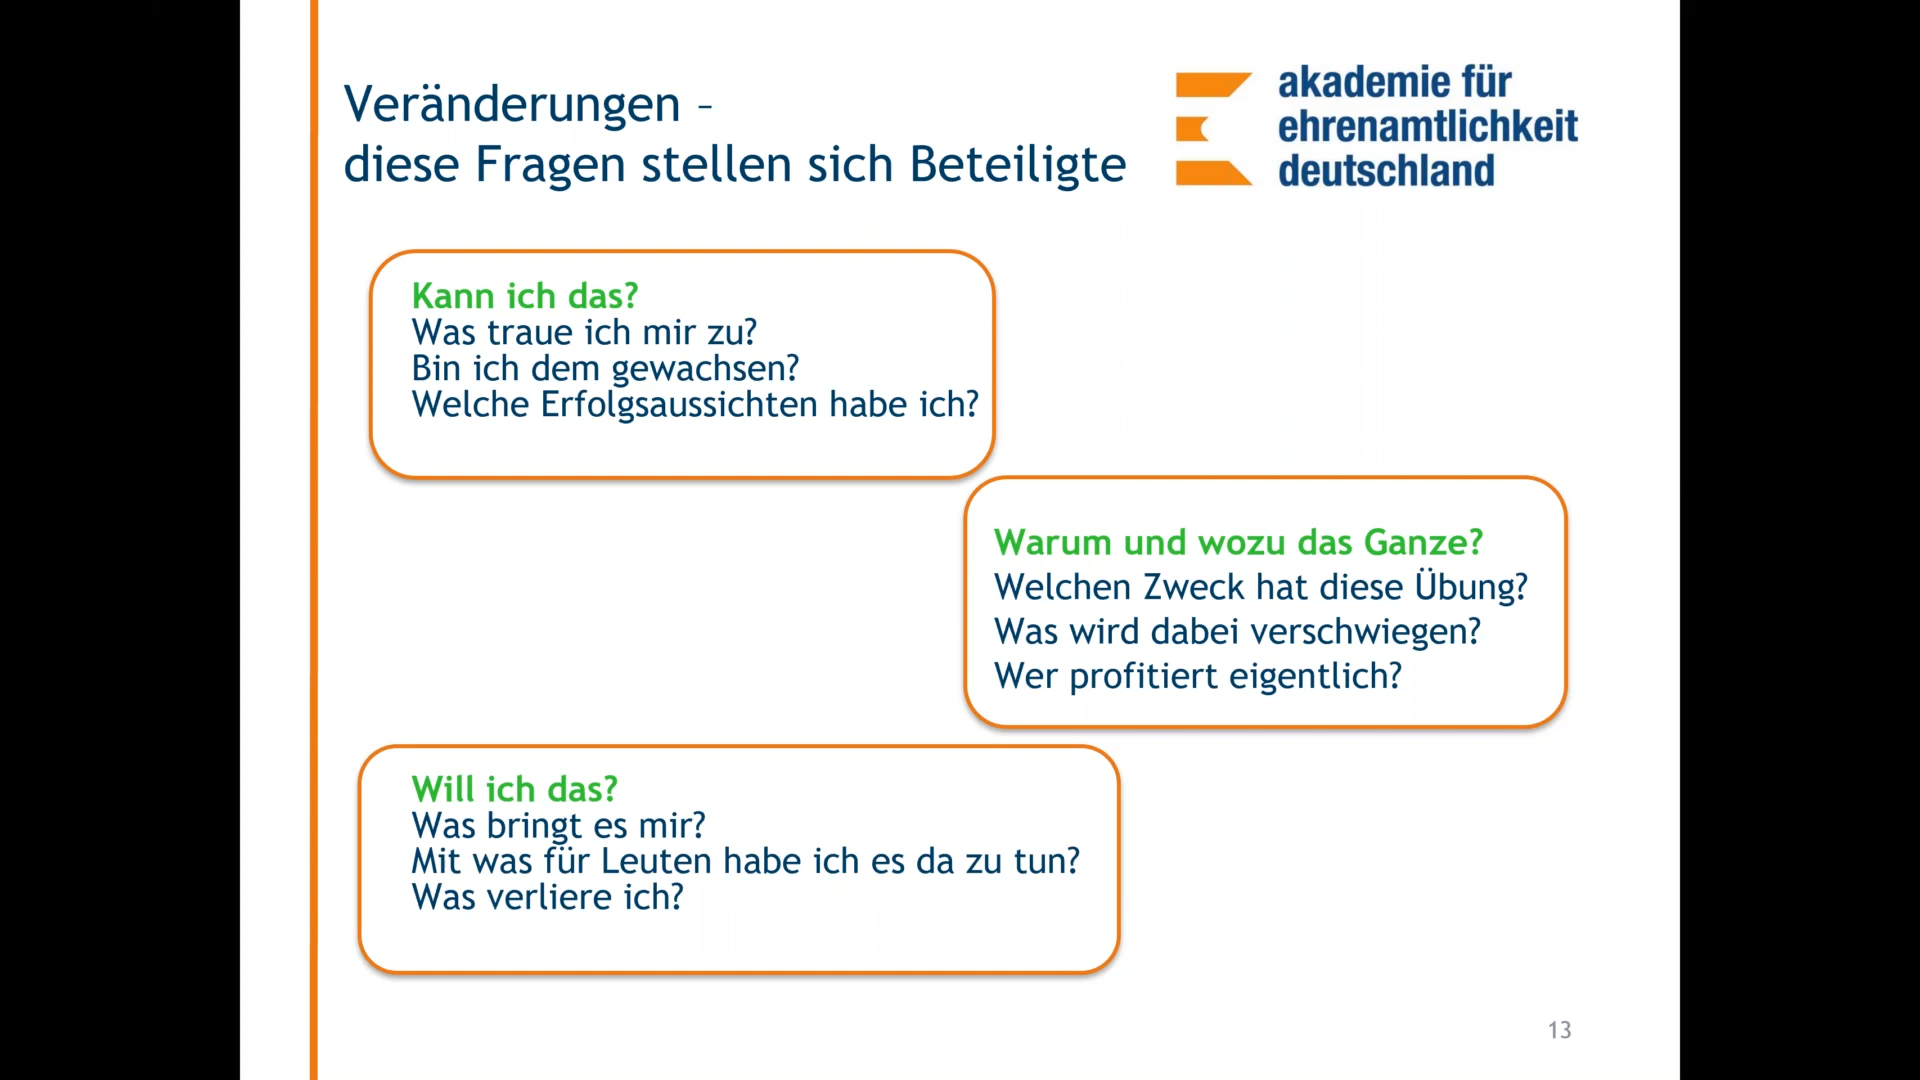 Veränderungen –
diese Fragen stellen sich Beteiligte
akademie für
ehrenamtlichkeit
deutschland
Kann ich das?
Was traue ich mir zu?
Bin ich dem gewachsen?
Welche Erfolgsaussichten habe ich?
Warum und wozu das Ganze?
Welchen Zweck hat diese Übung?
Was wird dabei verschwiegen?
Wer profitiert eigentlich?
Will ich das?
Was bringt es mir?
Mit was für Leuten habe ich es da zu tun?
Was verliere ich?
13